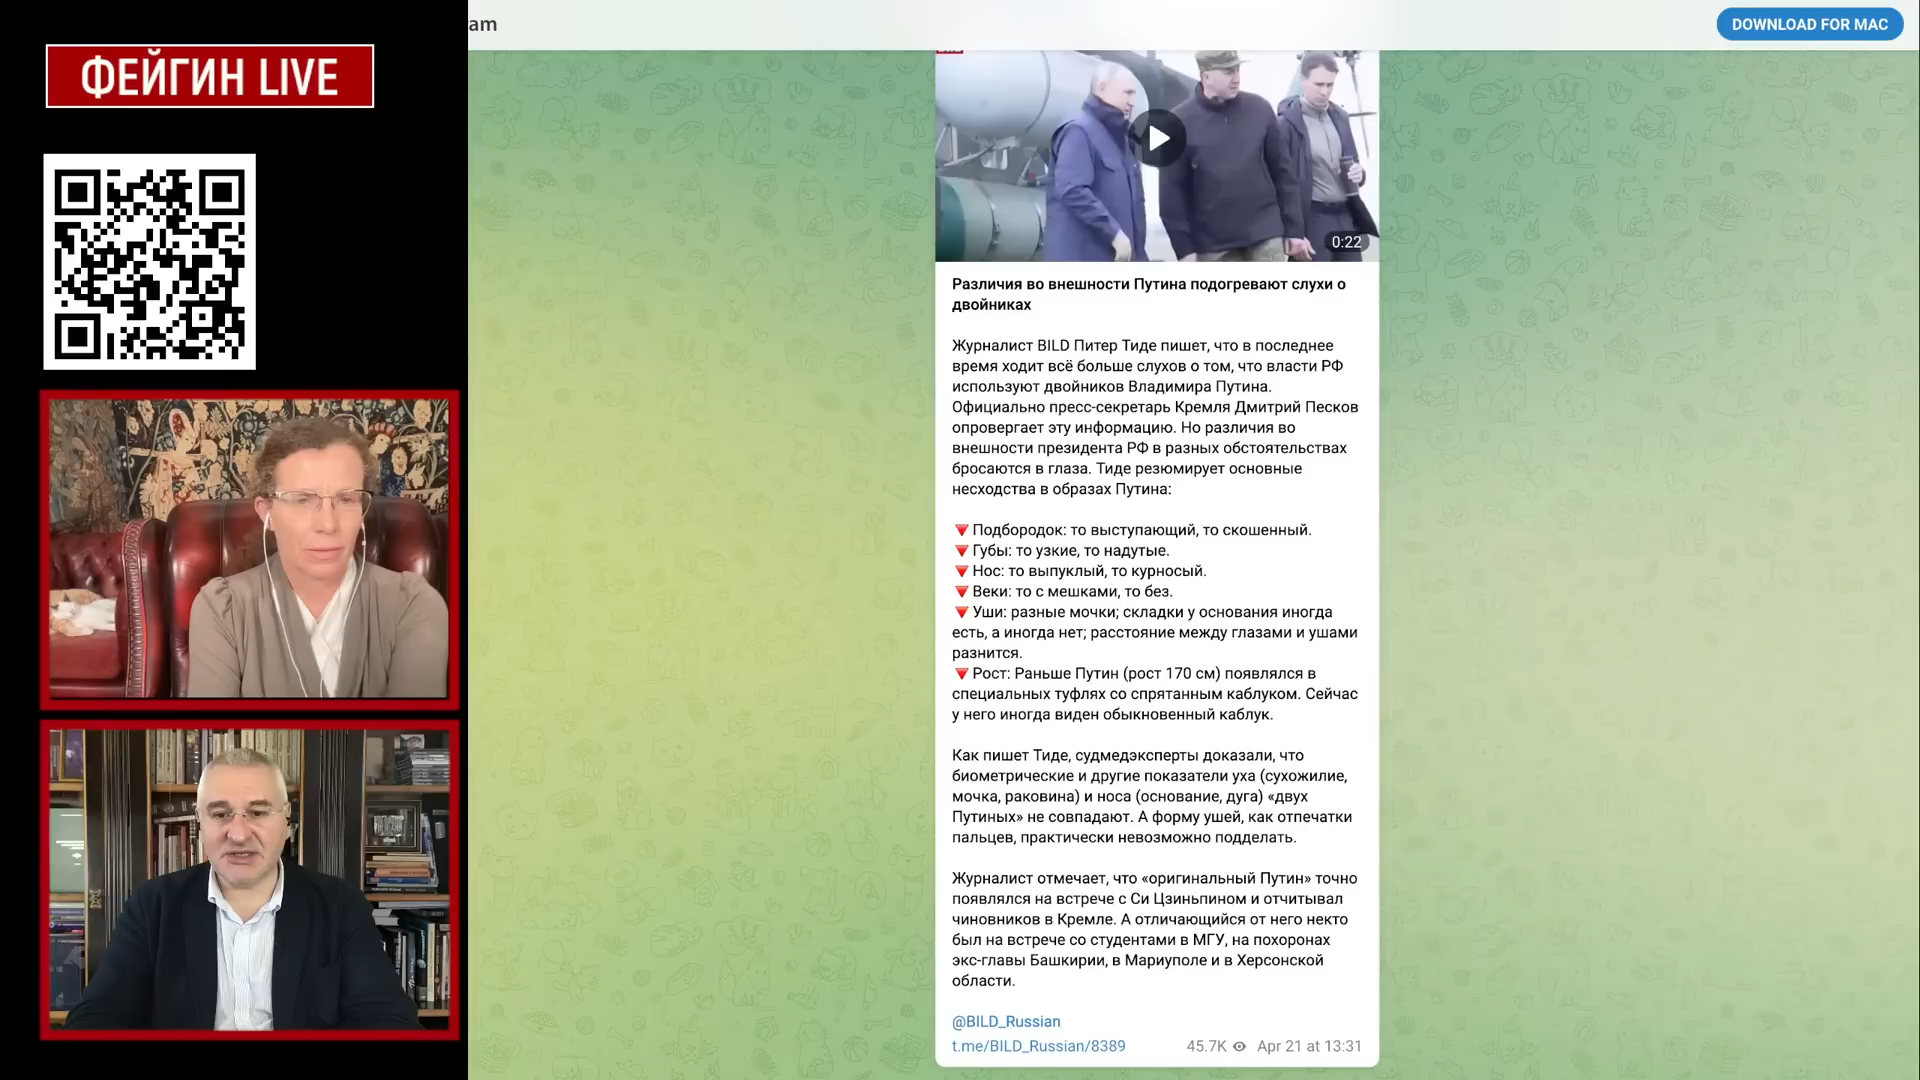 ФЕЙГИН LIVE
am
DOWNLOAD FOR MAC
0:22
Различия во внешности Путина подогревают слухи о
двойниках
Журналист BILD Питер Тиде пишет, что в последнее
время ходит всё больше слухов о том, что власти РФ
используют двойников Владимира Путина.
Официально пресс-секретарь Кремля Дмитрий Песков
опровергает эту информацию. Но различия во
внешности президента РФ в разных обстоятельствах
бросаются в глаза. Тиде резюмирует основные
несходства в образах Путина:
🔻Подбородок: то выступающий, то скошенный.
🔻Губы: то узкие, то надутые.
🔻Нос: то выпуклый, то курносый.
🔻Веки: то с мешками, то без.
🔻Уши: разные мочки; складки у основания иногда
есть, а иногда нет; расстояние между глазами и ушами
разнится.
🔻Рост: Раньше Путин (рост 170 см) появлялся в
специальных туфлях со спрятанным каблуком. Сейчас
у него иногда виден обыкновенный каблук.
Как пишет Тиде, судмедэксперты доказали, что
биометрические и другие показатели уха (сухожилие,
мочка, раковина) и носа (основание, дуга) «двух
Путиных» не совпадают. А форму ушей, как отпечатки
пальцев, практически невозможно подделать.
Журналист отмечает, что «оригинальный Путин» точно
появлялся на встрече с Си Цзиньпином и отчитывал
чиновников в Кремле. А отличающийся от него некто
был на встрече со студентами в МГУ, на похоронах
экс-главы Башкирии, в Мариуполе и в Херсонской
области.
@BILD_Russian
t.me/BILD_Russian/8389 45.7K Apr 21 at 13:31